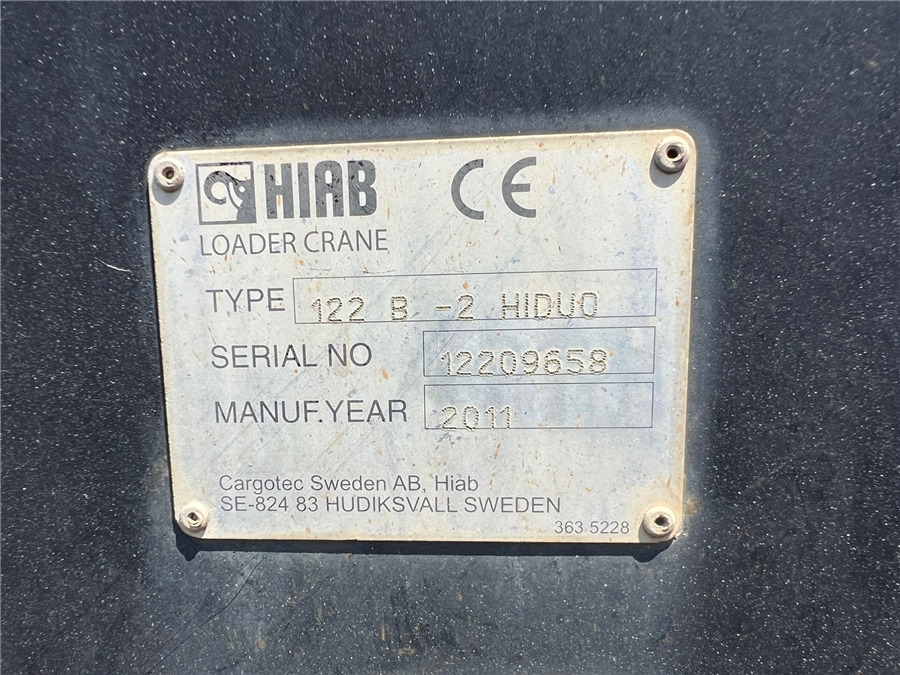 HIAB CE
LOADER CRANE
TYPE 122 B -2 HIDUO
SERIAL NO 12209658
MANUF.YEAR 2011
Cargotec Sweden AB, Hiab
SE-824 83 HUDIKSVALL SWEDEN
363 5228